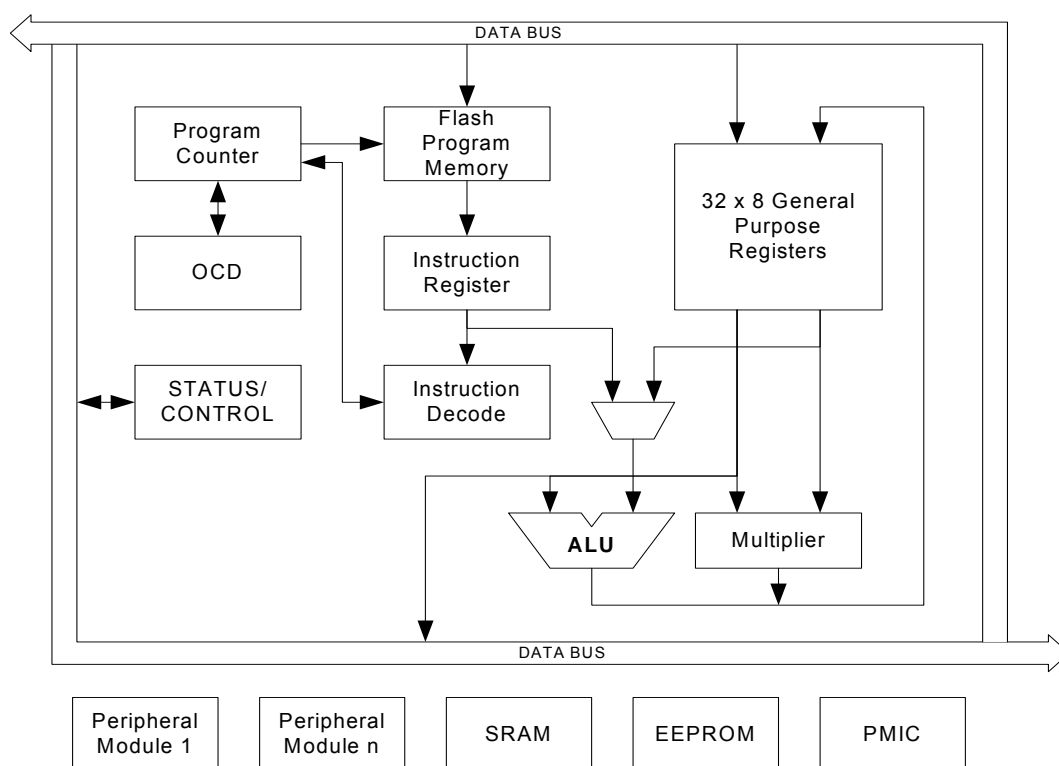 DATA BUS
Program
Counter
Flash
Program
Memory
32 x 8 General
Purpose
Registers
OCD
Instruction
Register
STATUS/
CONTROL
Instruction
Decode
ALU
Multiplier
DATA BUS
Peripheral
Module 1
Peripheral
Module n
SRAM
EEPROM
PMIC